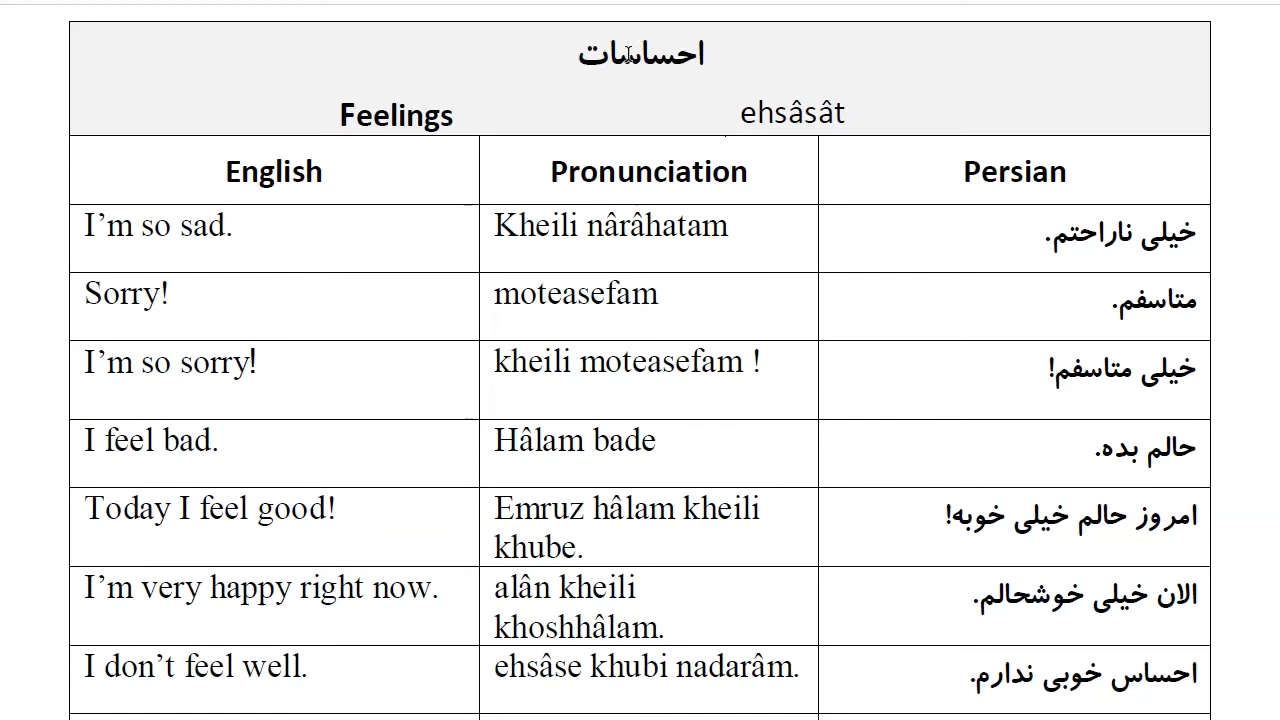 احساسات
Feelings ehsâsât
English Pronunciation Persian
I’m so sad. Kheili nârâhatam خیلی ناراحتم.
Sorry! moteasefam متاسفم.
I’m so sorry! kheili moteasefam ! خیلی متاسفم!
I feel bad. Hâlam bade حالم بده.
Today I feel good! Emruz hâlam kheili امروز حالم خیلی خوبه!
khube.
I’m very happy right now. alân kheili الان خیلی خوشحالم.
khoshhâlam.
I don’t feel well. ehsâse khubi nadarâm. احساس خوبی ندارم.